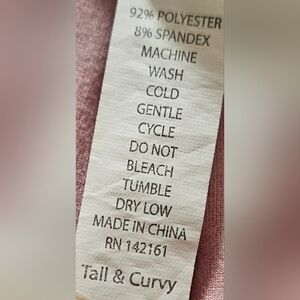 92% POLYESTER
8% SPANDEX
MACHINE
WASH
COLD
GENTLE
CYCLE
DO NOT
BLEACH
TUMBLE
DRY LOW
MADE IN CHINA
RN 142161
Tall & Curvy